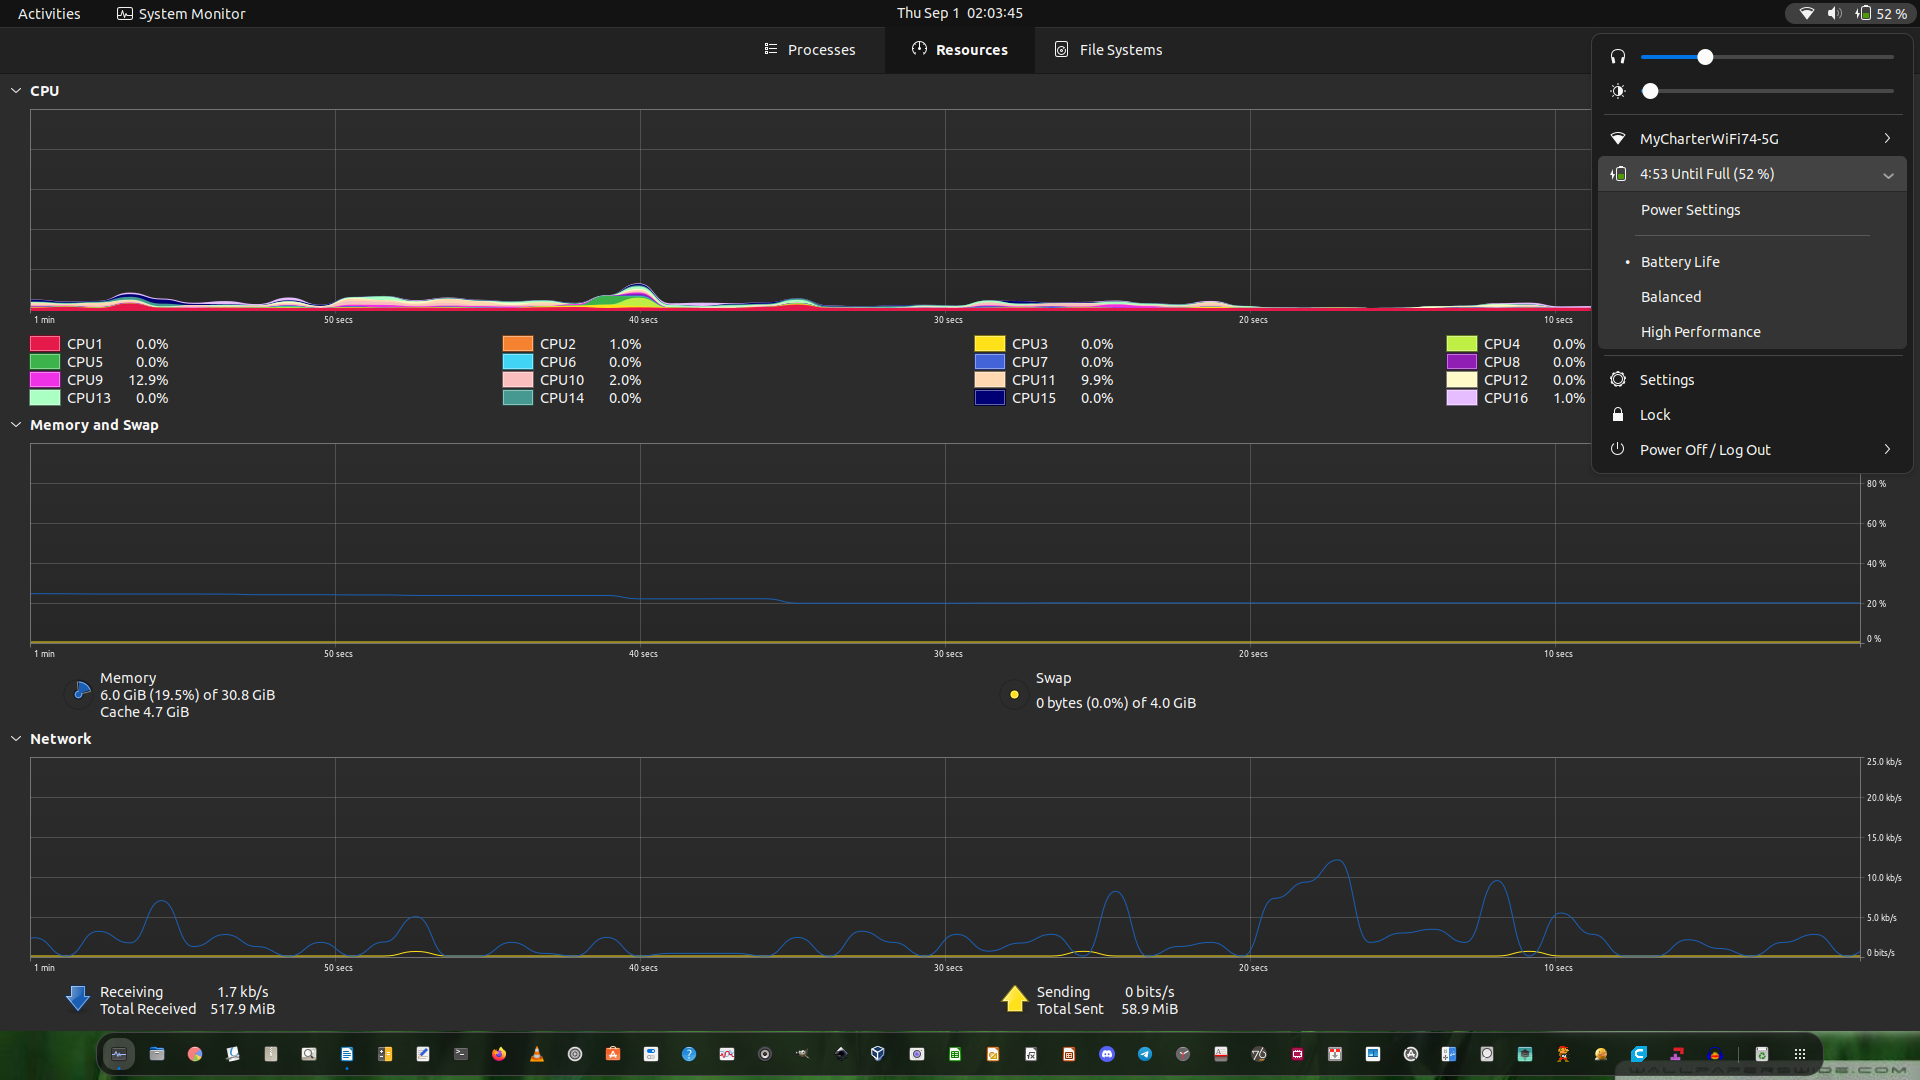 Activities System Monitor Thu Sep 1 02:03:45 52 %
Processes Resources File Systems
CPU
1 min 50 secs 40 secs 30 secs 20 secs 10 secs
CPU1 0.0% CPU2 1.0% CPU3 0.0% CPU4 0.0%
CPU5 0.0% CPU6 0.0% CPU7 0.0% CPU8 0.0%
CPU9 12.9% CPU10 2.0% CPU11 9.9% CPU12 0.0%
CPU13 0.0% CPU14 0.0% CPU15 0.0% CPU16 1.0%
MyCharterWiFi74-5G
4:53 Until Full (52 %)
Power Settings
Battery Life
Balanced
High Performance
Settings
Lock
Power Off / Log Out
Memory and Swap
80 %
60 %
40 %
20 %
0 %
1 min 50 secs 40 secs 30 secs 20 secs 10 secs
Memory
6.0 GiB (19.5%) of 30.8 GiB
Cache 4.7 GiB
Swap
0 bytes (0.0%) of 4.0 GiB
Network
25.0 kb/s
20.0 kb/s
15.0 kb/s
10.0 kb/s
5.0 kb/s
0 bits/s
1 min 50 secs 40 secs 30 secs 20 secs 10 secs
Receiving 1.7 kb/s
Total Received 517.9 MiB
Sending 0 bits/s
Total Sent 58.9 MiB
76
WALLPAPERSWIDE.COM